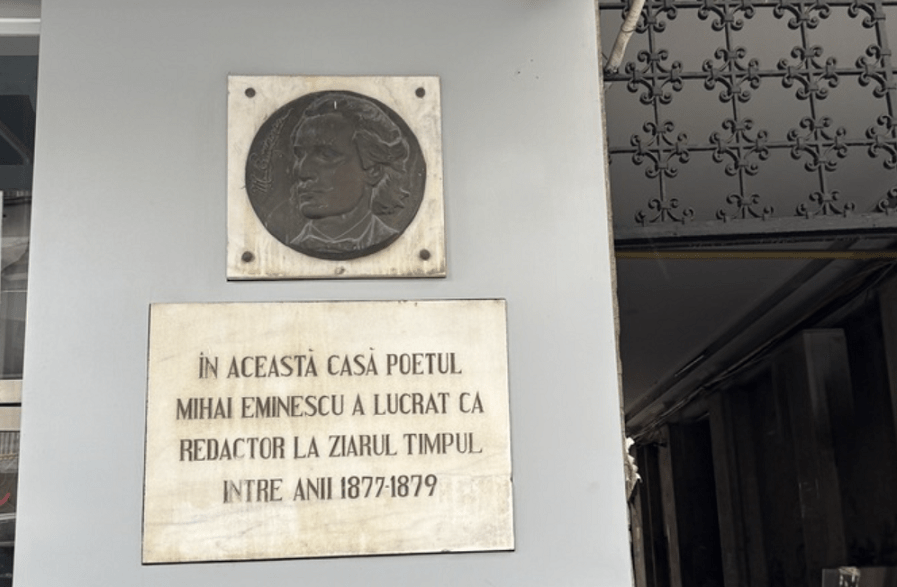 ÎN ACEASTĂ CASĂ POETUL
MIHAI EMINESCU A LUCRAT CA
REDACTOR LA ZIARUL TIMPUL
INTRE ANII 1877-1879